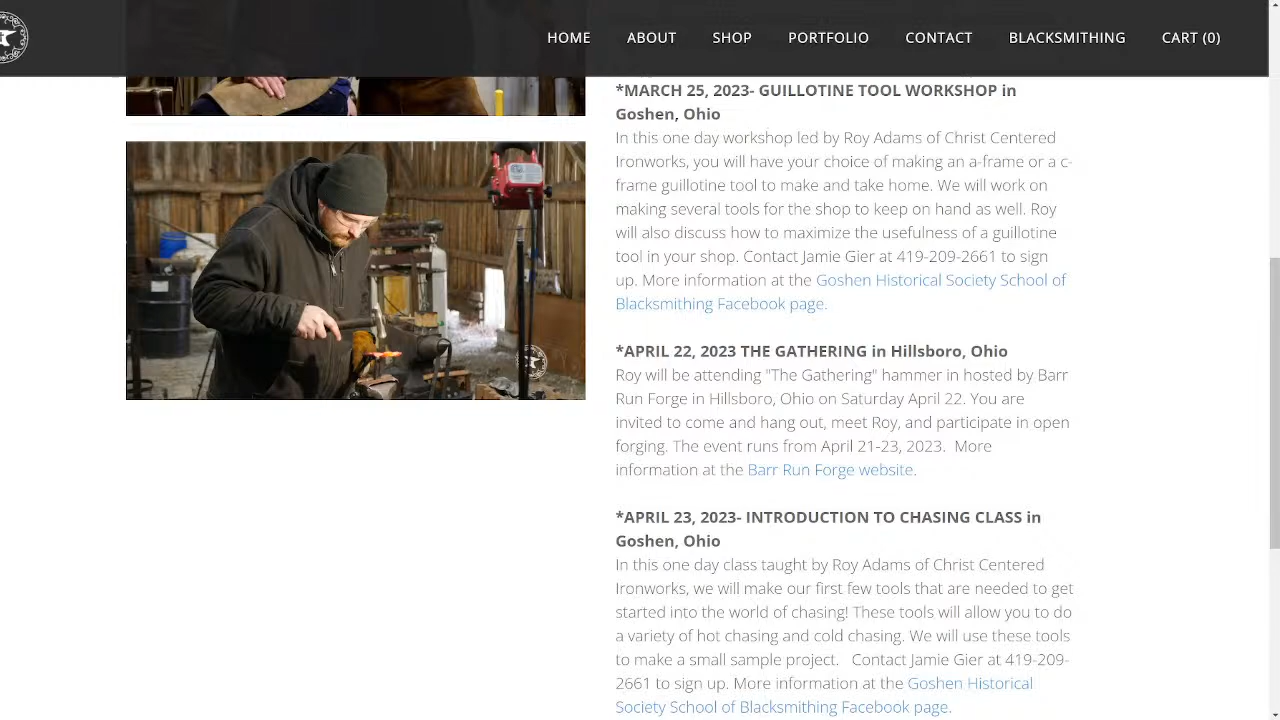 HOME ABOUT SHOP PORTFOLIO CONTACT BLACKSMITHING CART (0)
*MARCH 25, 2023- GUILLOTINE TOOL WORKSHOP in
Goshen, Ohio
In this one day workshop led by Roy Adams of Christ Centered
Ironworks, you will have your choice of making an a-frame or a c-
frame guillotine tool to make and take home. We will work on
making several tools for the shop to keep on hand as well. Roy
will also discuss how to maximize the usefulness of a guillotine
tool in your shop. Contact Jamie Gier at 419-209-2661 to sign
up. More information at the Goshen Historical Society School of
Blacksmithing Facebook page.
*APRIL 22, 2023 THE GATHERING in Hillsboro, Ohio
Roy will be attending "The Gathering" hammer in hosted by Barr
Run Forge in Hillsboro, Ohio on Saturday April 22. You are
invited to come and hang out, meet Roy, and participate in open
forging. The event runs from April 21-23, 2023. More
information at the Barr Run Forge website.
*APRIL 23, 2023- INTRODUCTION TO CHASING CLASS in
Goshen, Ohio
In this one day class taught by Roy Adams of Christ Centered
Ironworks, we will make our first few tools that are needed to get
started into the world of chasing! These tools will allow you to do
a variety of hot chasing and cold chasing. We will use these tools
to make a small sample project. Contact Jamie Gier at 419-209-
2661 to sign up. More information at the Goshen Historical
Society School of Blacksmithing Facebook page.